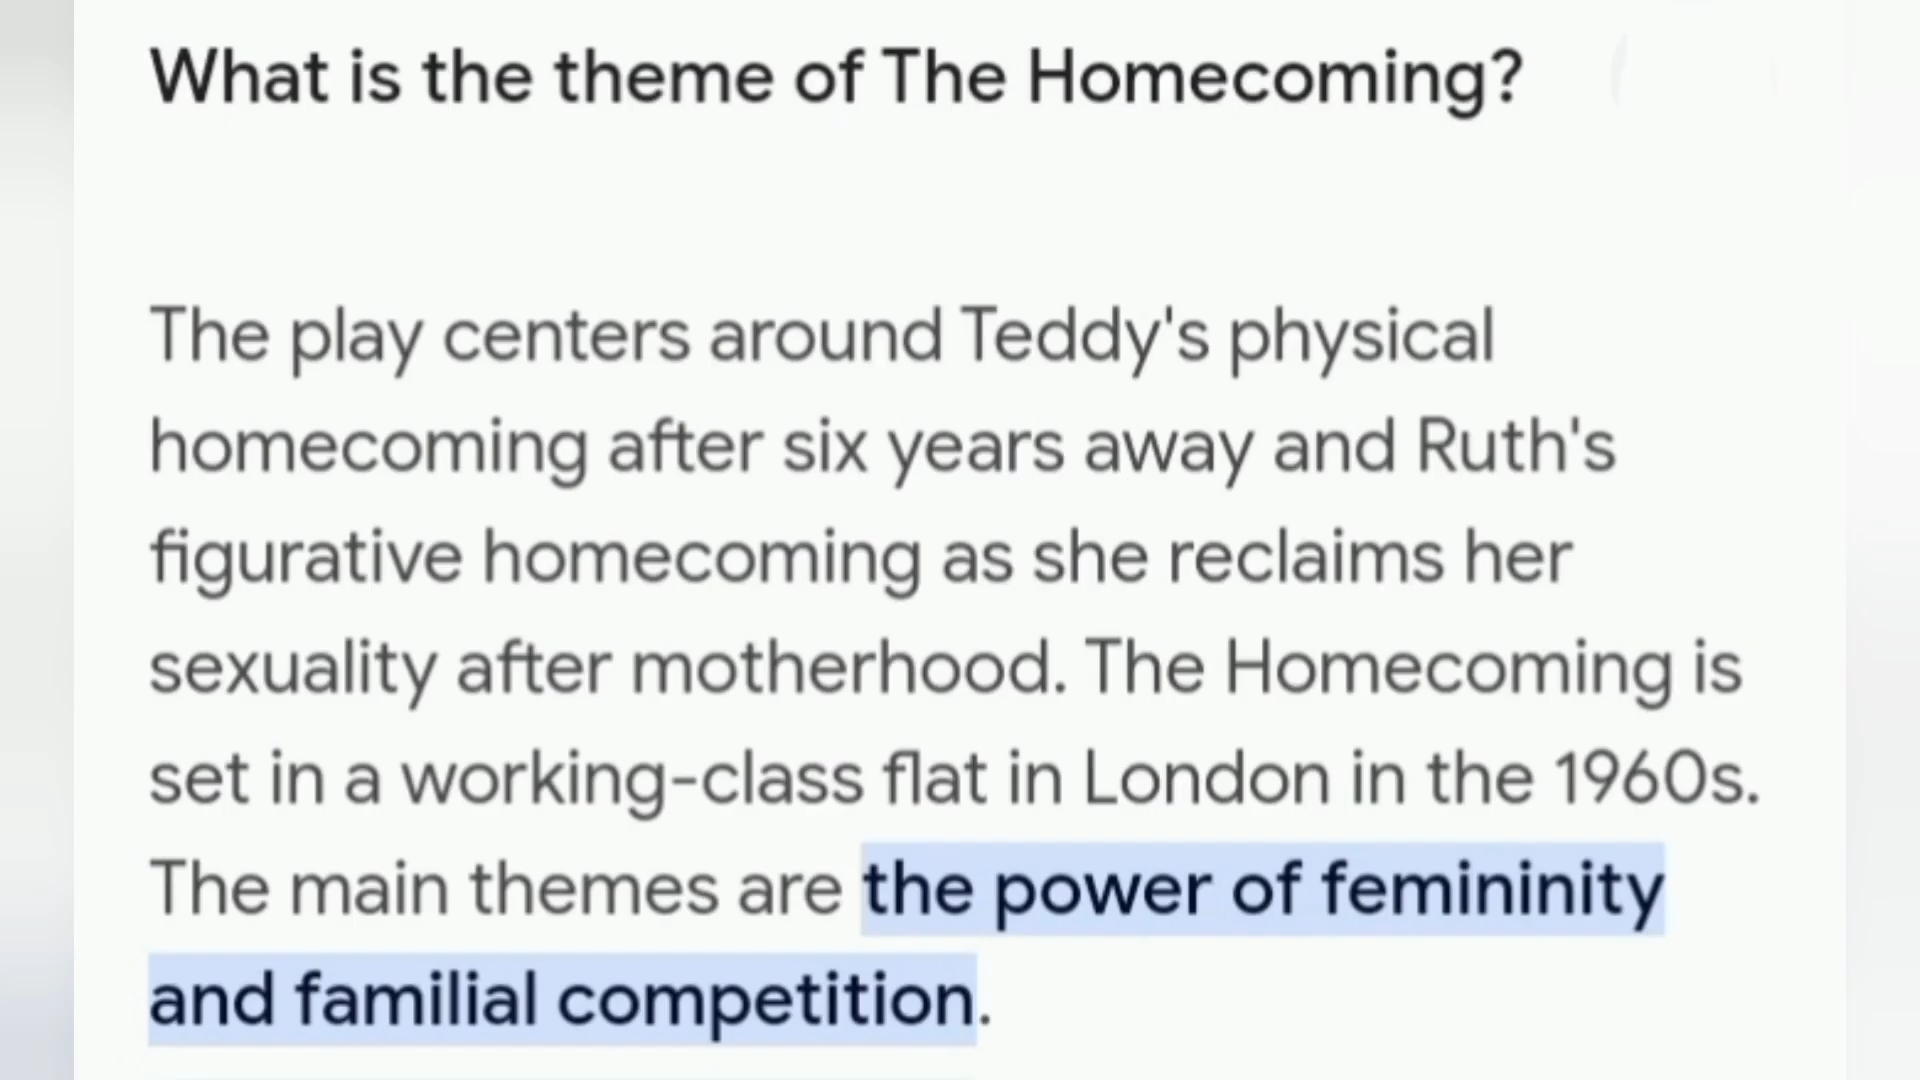 What is the theme of The Homecoming?
The play centers around Teddy's physical
homecoming after six years away and Ruth's
figurative homecoming as she reclaims her
sexuality after motherhood. The Homecoming is
set in a working-class flat in London in the 1960s.
The main themes are the power of femininity
and familial competition.